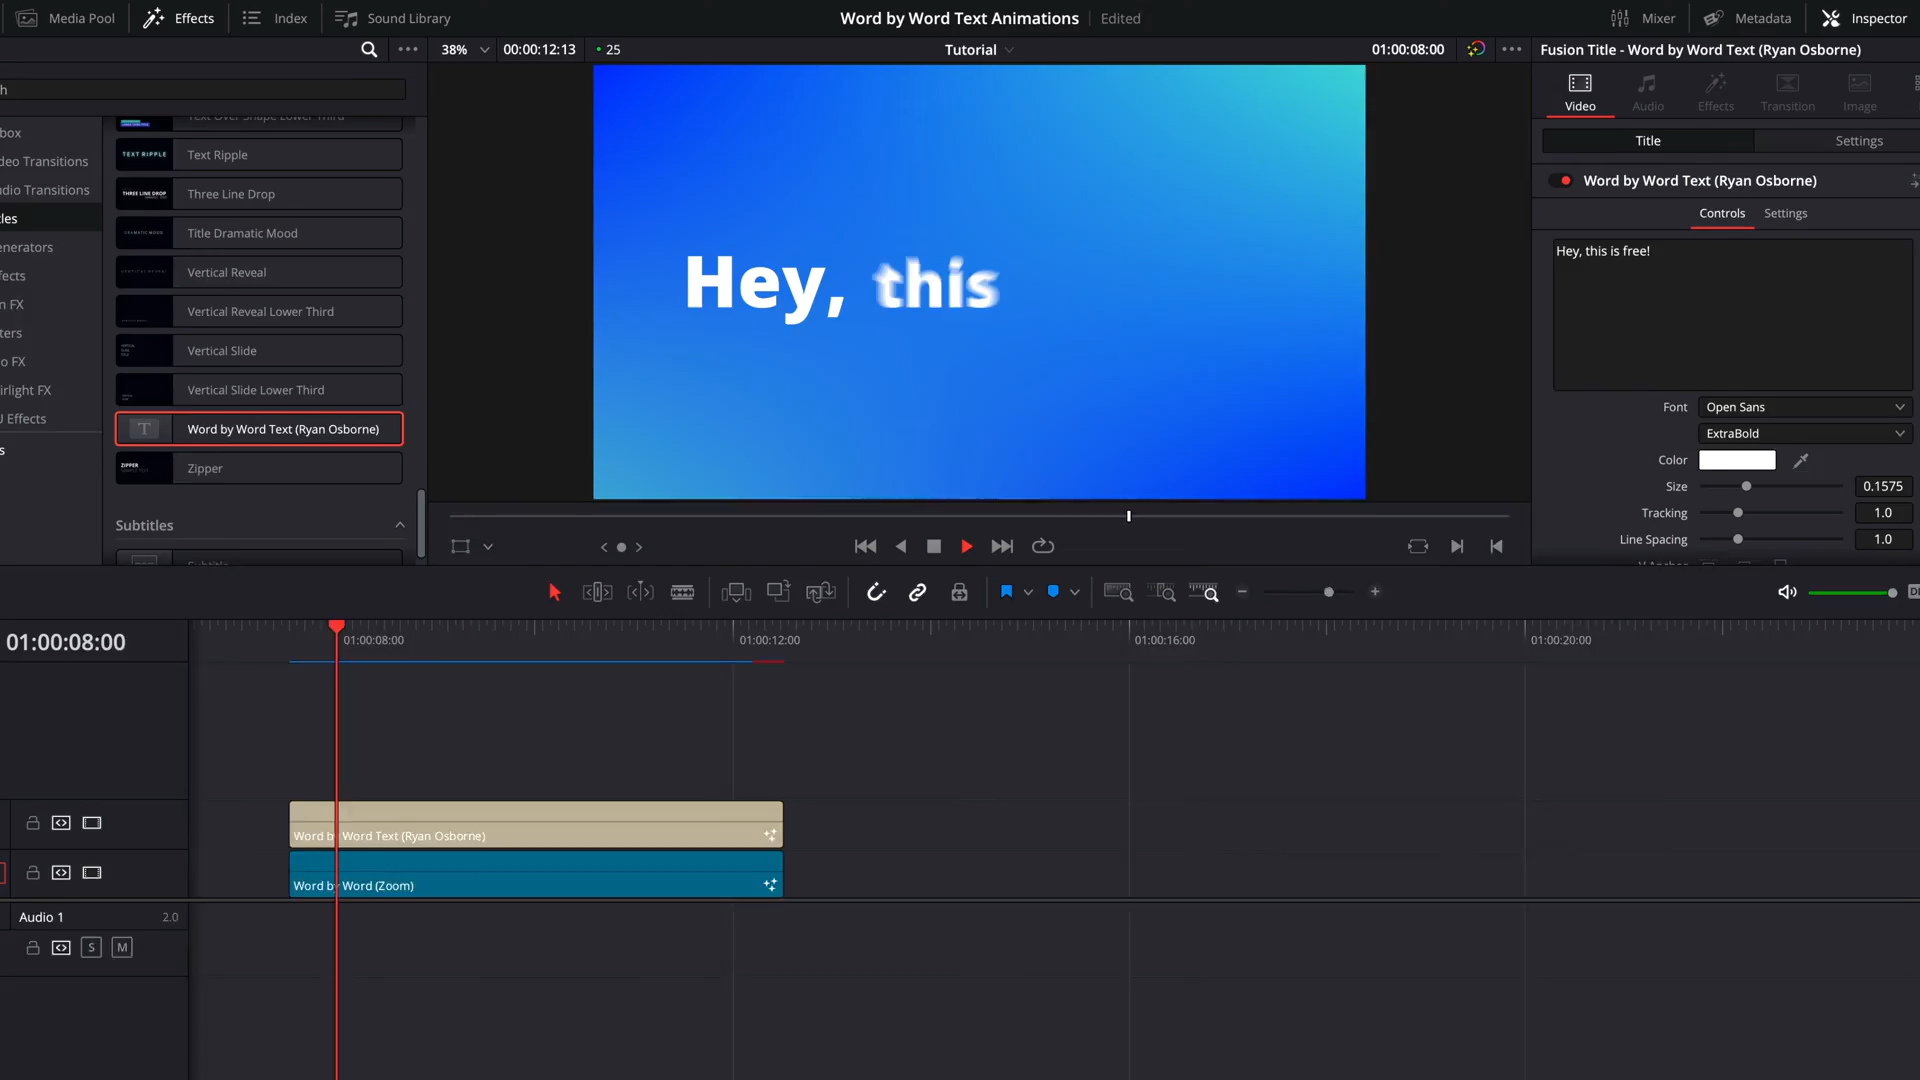 Media Pool
Effects
Index
Sound Library
Word by Word Text Animations
Edited
Mixer
Metadata
Inspector
38%
00:00:12:13
25
Tutorial
01:00:08:00
Fusion Title - Word by Word Text (Ryan Osborne)
h
box
deo Transitions
udio Transitions
les
enerators
fects
n FX
ters
o FX
irlight FX
U Effects
s
Text Over Shape Lower Third
TEXT RIPPLE
Text Ripple
THREE LINE DROP
Three Line Drop
DRAMATIC MOOD
Title Dramatic Mood
Vertical Reveal
Vertical Reveal Lower Third
Vertical Slide
Vertical Slide Lower Third
T
Word by Word Text (Ryan Osborne)
ZIPPER
Zipper
Subtitles
Hey, this
Video
Audio
Effects
Transition
Image
Title
Settings
Word by Word Text (Ryan Osborne)
Controls
Settings
Hey, this is free!
Font
Open Sans
ExtraBold
Color
Size
0.1575
Tracking
1.0
Line Spacing
1.0
01:00:08:00
01:00:08:00
01:00:12:00
01:00:16:00
01:00:20:00
Word by Word Text (Ryan Osborne)
Word by Word (Zoom)
Audio 1
2.0
S
M